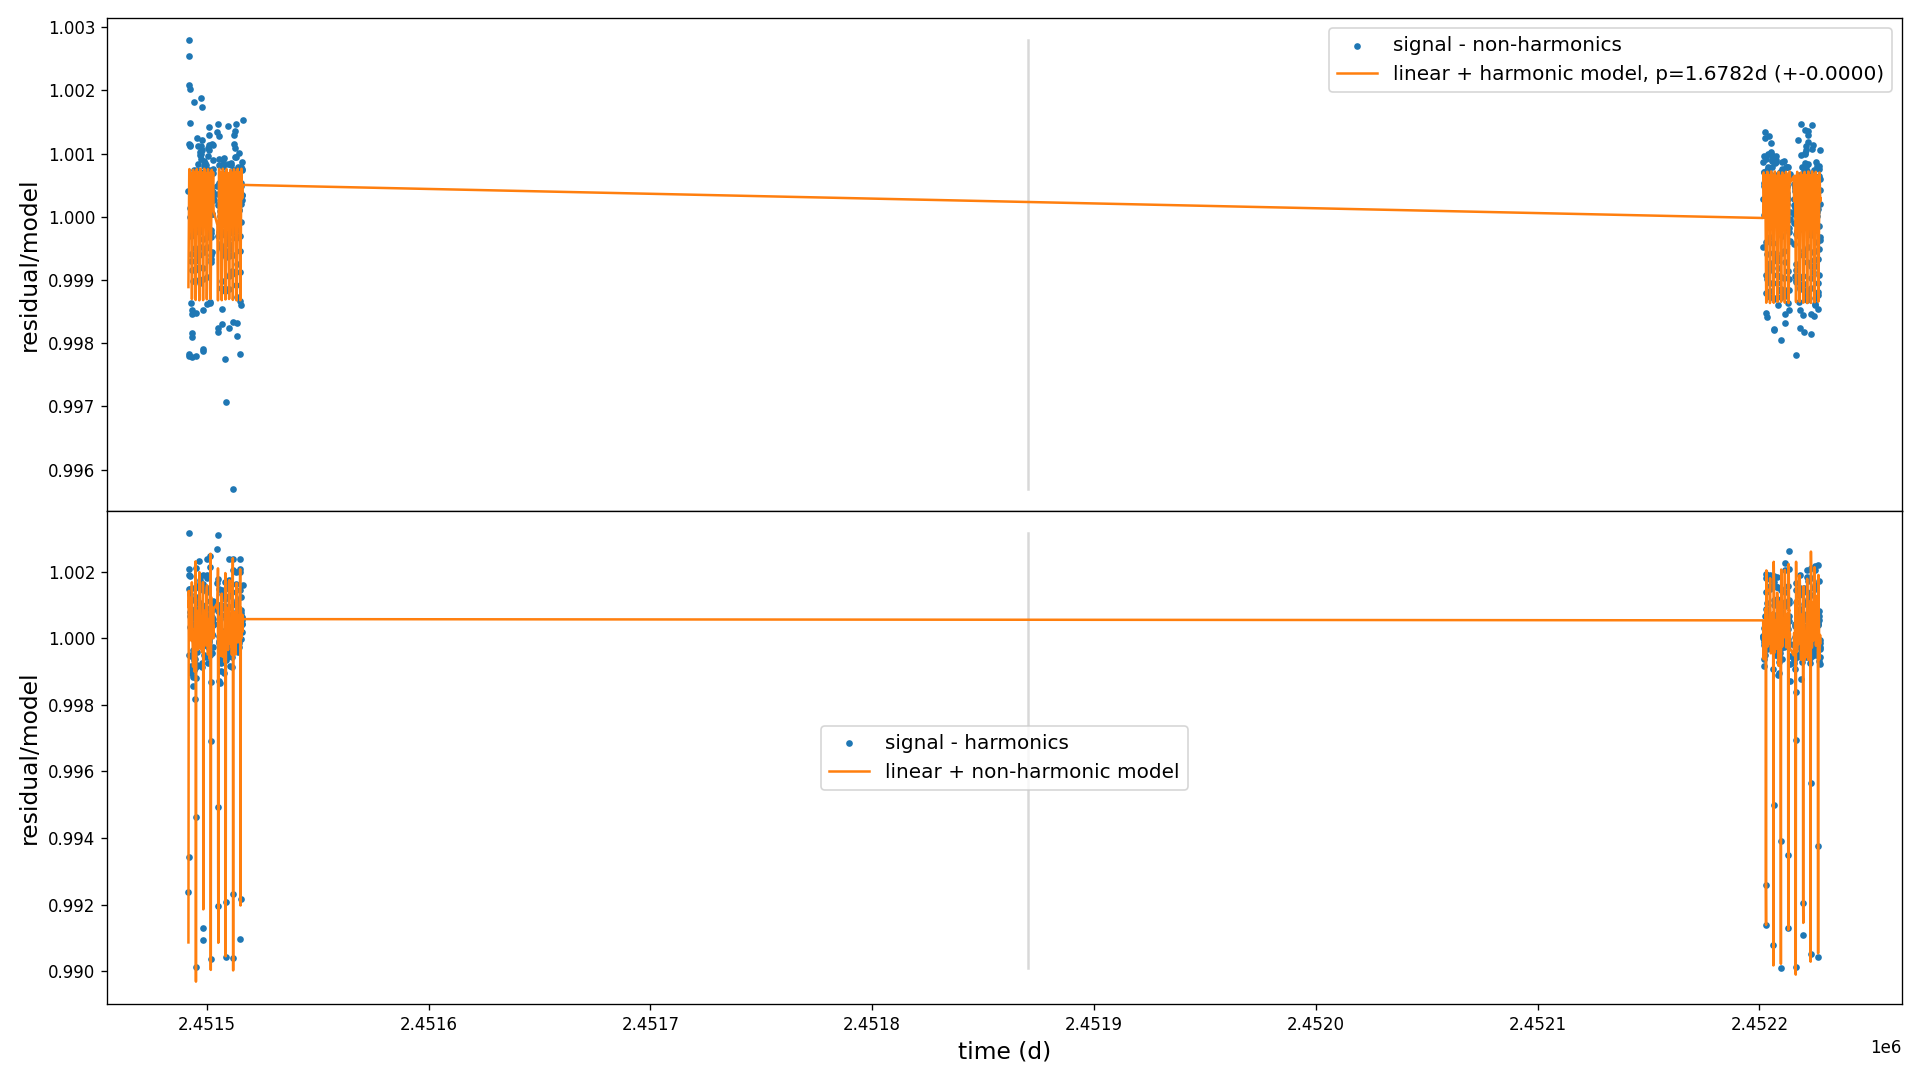 1.003
1.002
1.001
1.000
0.999
0.998
0.997
0.996
residual/model
signal - non-harmonics
linear + harmonic model, p=1.6782d (+-0.0000)
1.002
1.000
0.998
0.996
0.994
0.992
0.990
residual/model
signal - harmonics
linear + non-harmonic model
2.4515 2.4516 2.4517 2.4518 2.4519 2.4520 2.4521 2.4522
time (d)
1e6